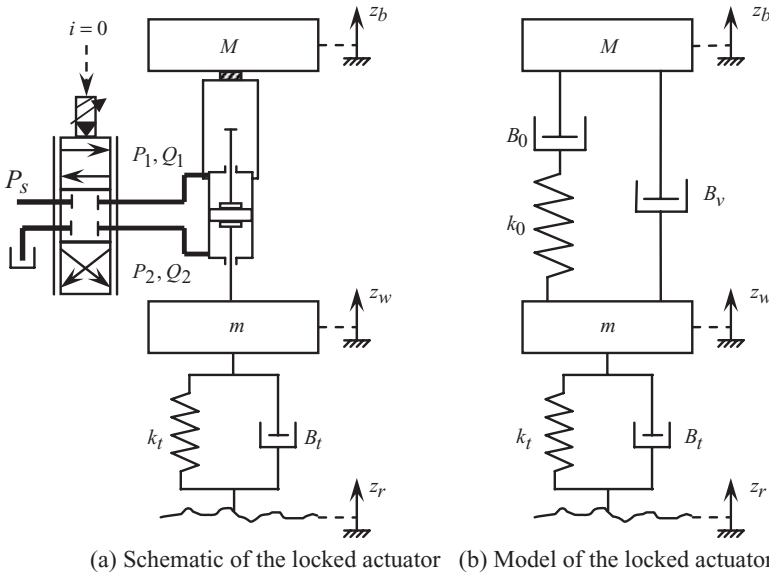 i = 0
P_s
P_1, Q_1
P_2, Q_2
M
z_b
m
z_w
k_t
B_t
z_r
(a) Schematic of the locked actuator
M
z_b
B_0
k_0
B_v
m
z_w
k_t
B_t
z_r
(b) Model of the locked actuator